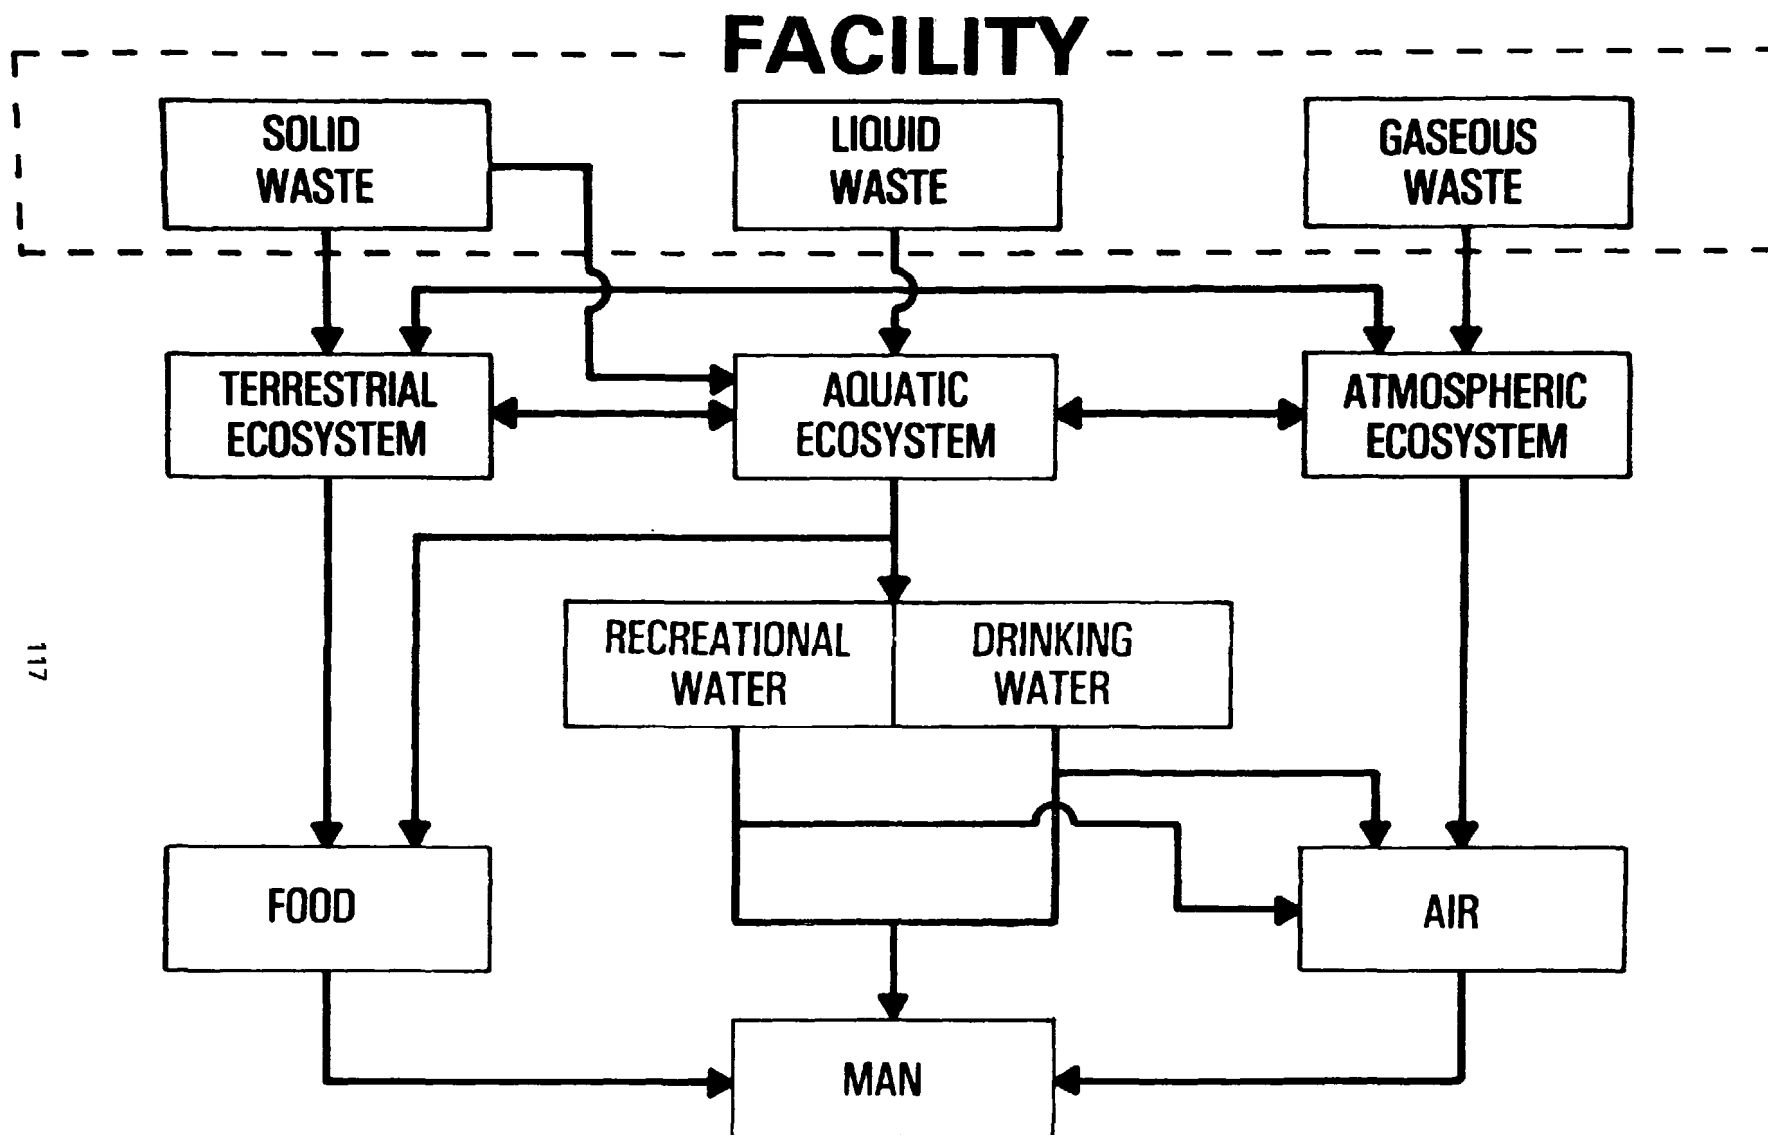 FACILITY
SOLID
WASTE
LIQUID
WASTE
GASEOUS
WASTE
TERRESTRIAL
ECOSYSTEM
AQUATIC
ECOSYSTEM
ATMOSPHERIC
ECOSYSTEM
RECREATIONAL
WATER
DRINKING
WATER
117
FOOD
AIR
MAN